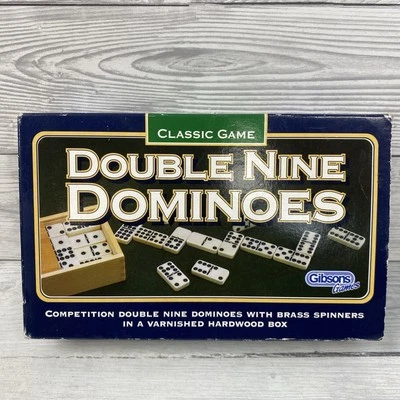 CLASSIC GAME
DOUBLE NINE
DOMINOES
Gibsons
Games
COMPETITION DOUBLE NINE DOMINOES WITH BRASS SPINNERS
IN A VARNISHED HARDWOOD BOX